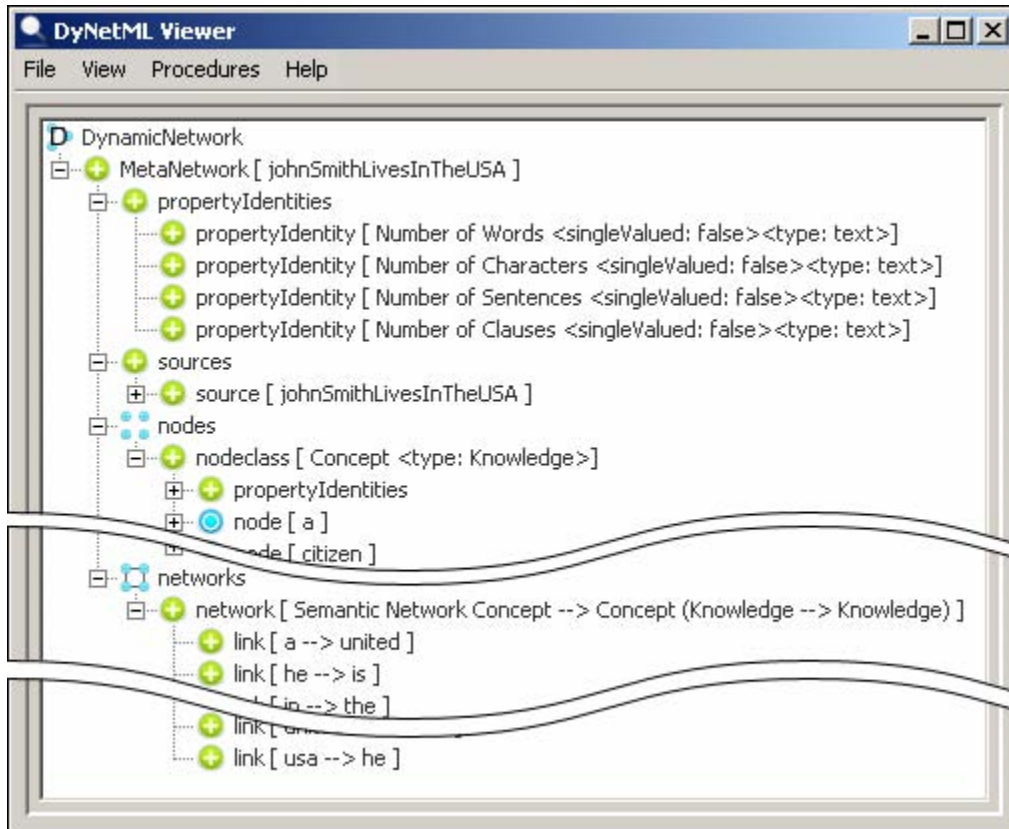 DyNetML Viewer
File View Procedures Help
DynamicNetwork
MetaNetwork [ johnSmithLivesInTheUSA ]
propertyIdentities
propertyIdentity [ Number of Words <singleValued: false><type: text>]
propertyIdentity [ Number of Characters <singleValued: false><type: text>]
propertyIdentity [ Number of Sentences <singleValued: false><type: text>]
propertyIdentity [ Number of Clauses <singleValued: false><type: text>]
sources
source [ johnSmithLivesInTheUSA ]
nodes
nodeclass [ Concept <type: Knowledge>]
propertyIdentities
node [ a ]
node [ citizen ]
networks
network [ Semantic Network Concept --> Concept (Knowledge --> Knowledge) ]
link [ a --> united ]
link [ he --> is ]
link [ in --> the ]
link [
link [ usa --> he ]